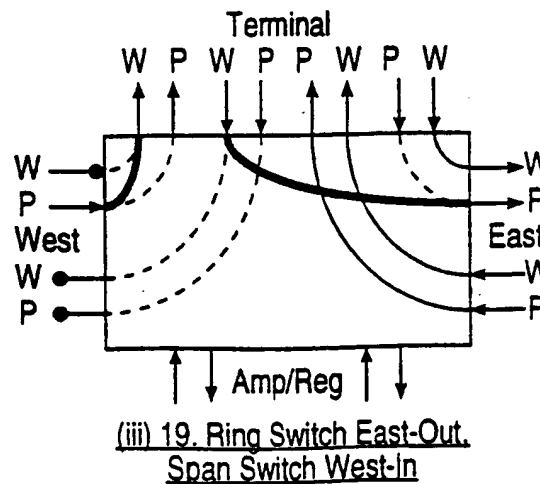 Terminal
W P W P P W P W
W W
P P
West East
W W
P P
Amp/Reg
(iii) 19. Ring Switch East-Out,
Span Switch West-In